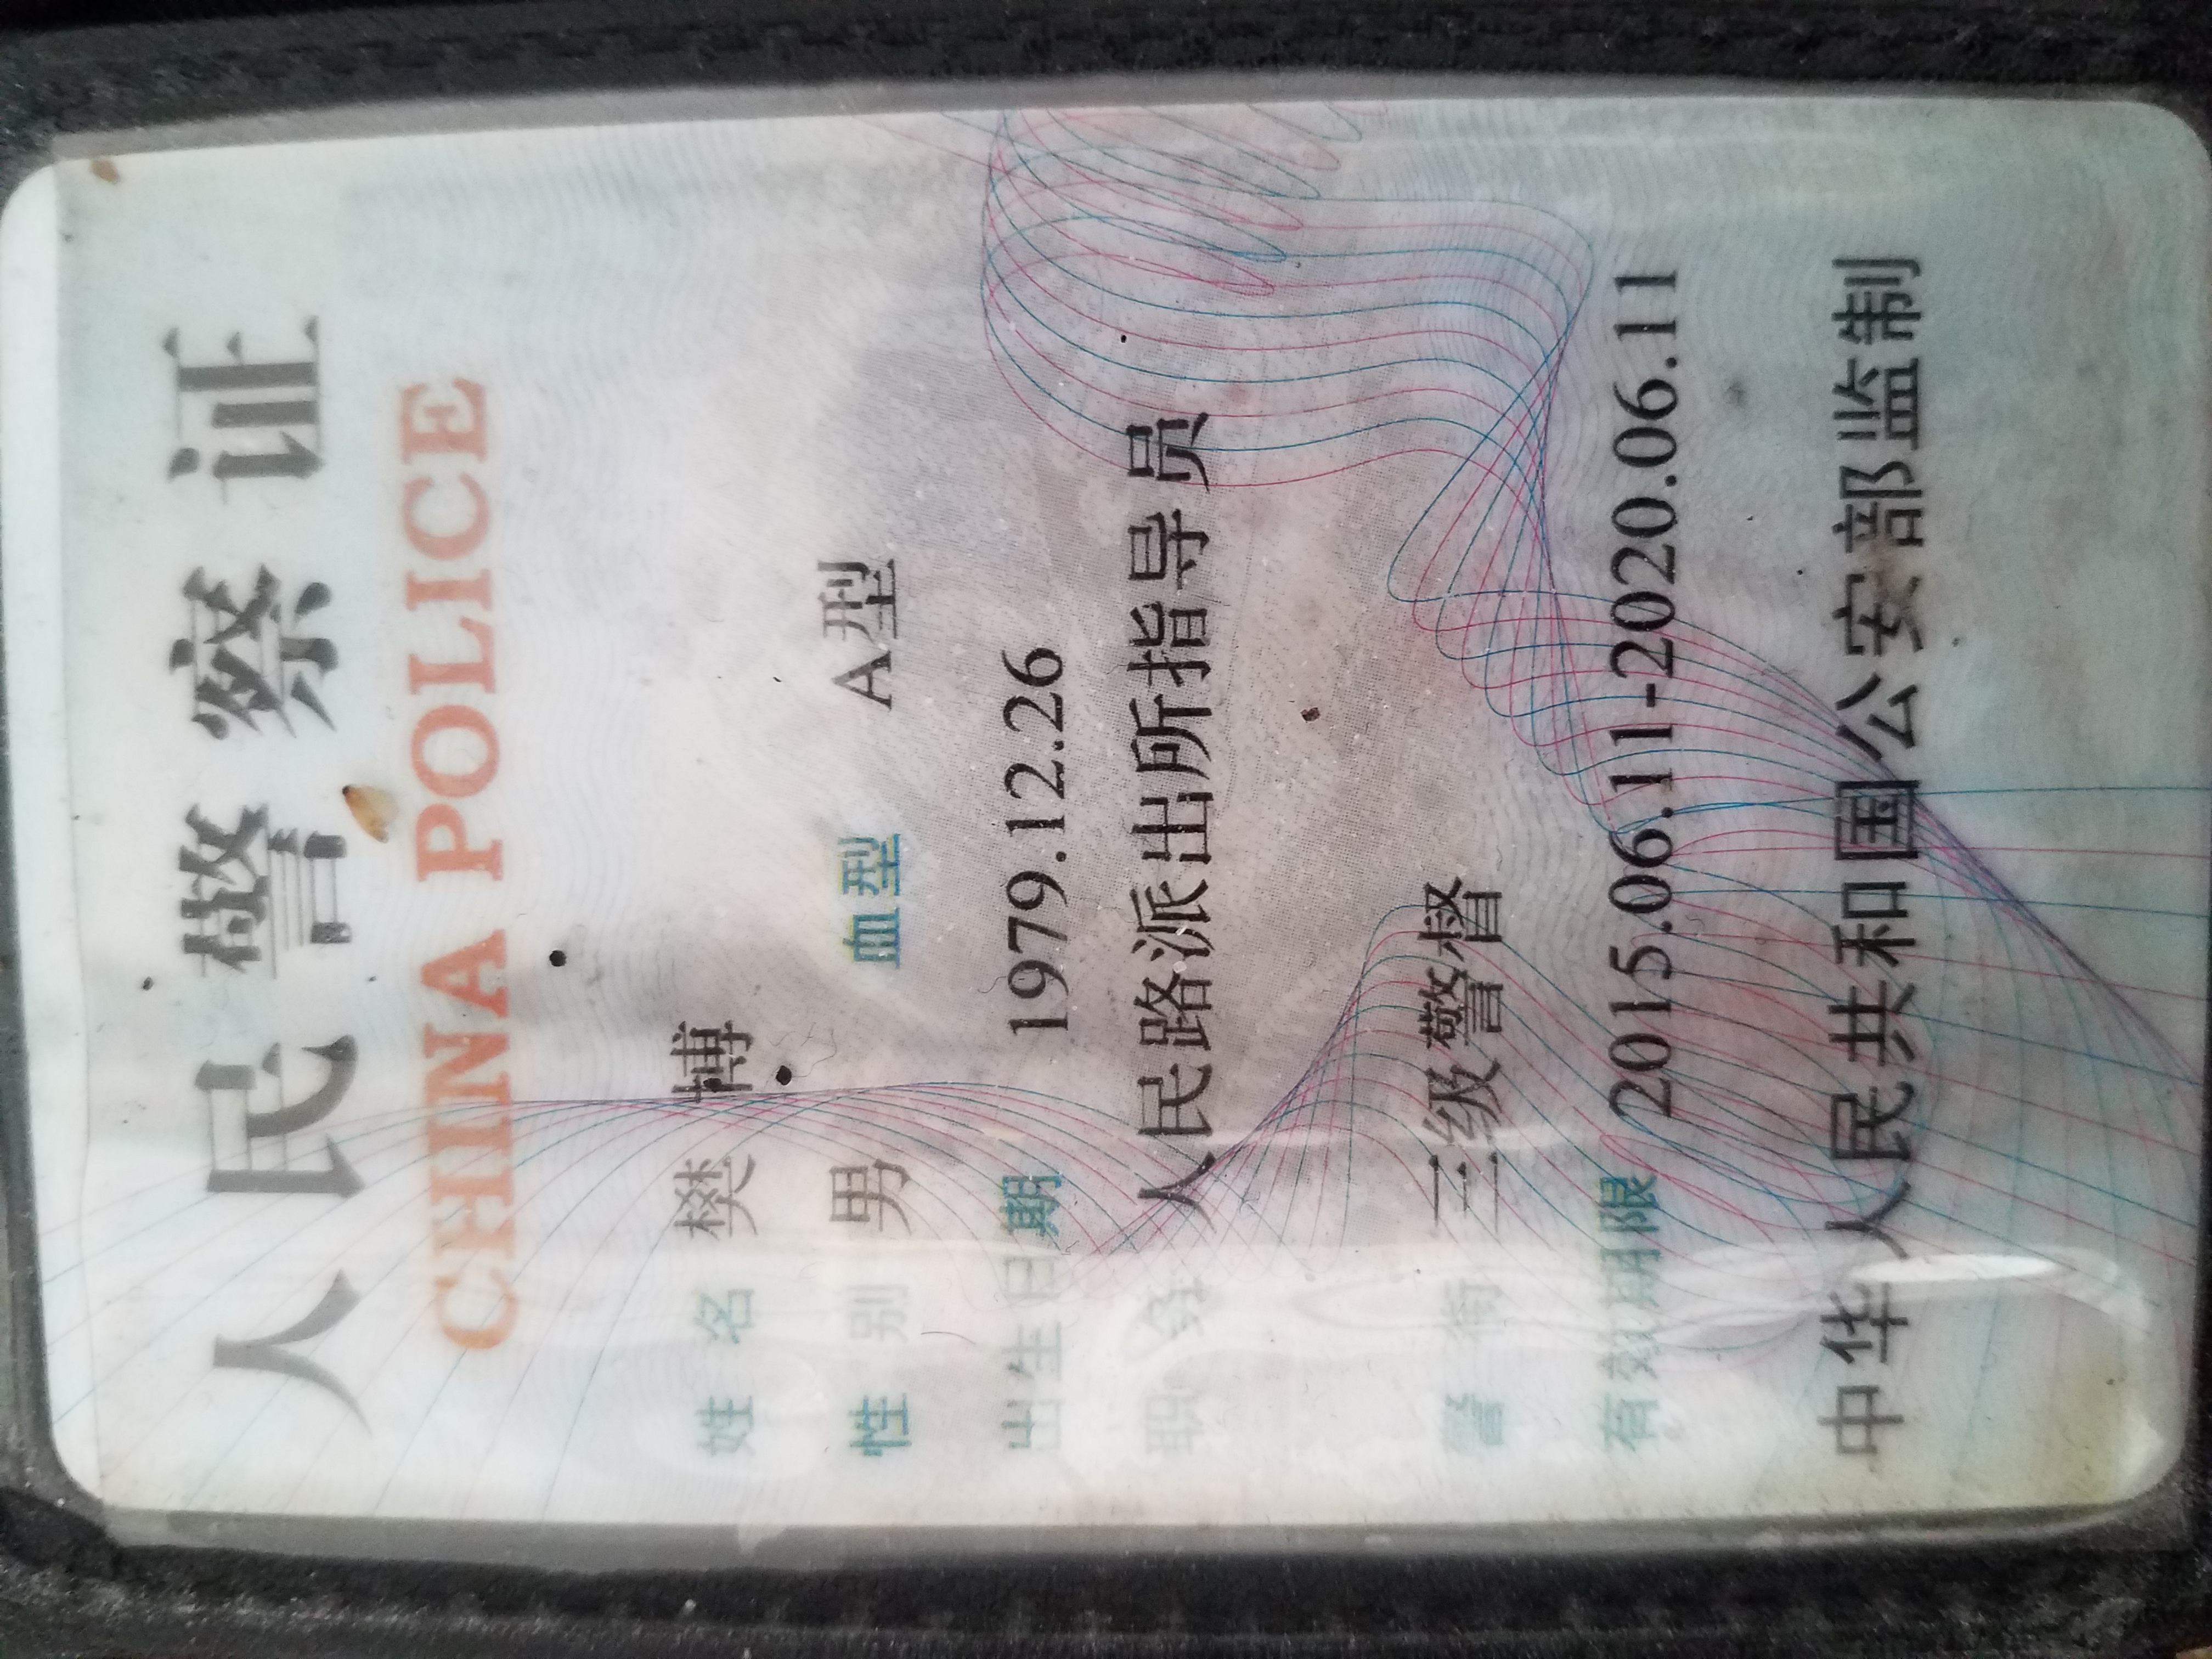 人民警察证
CHINA POLICE
姓 名 樊 博
性 别 男 血型 A型
出生日期 1979.12.26
职 务 人民路派出所指导员
警 衔 三级警督
有效期限 2015.06.11-2020.06.11
中华人民共和国公安部监制